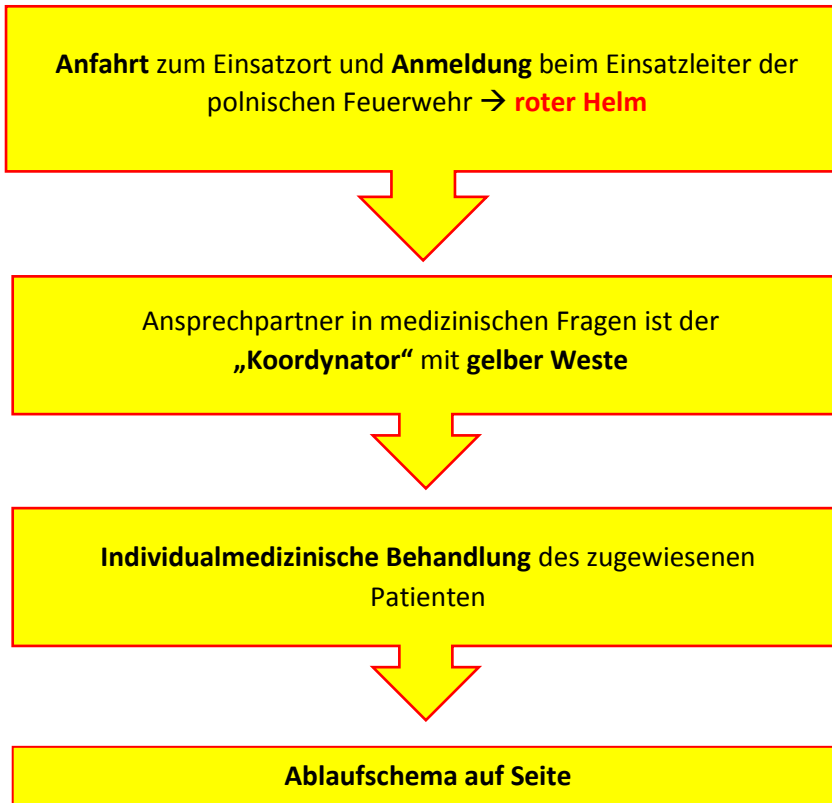 Anfahrt zum Einsatzort und Anmeldung beim Einsatzleiter der
polnischen Feuerwehr → roter Helm
Ansprechpartner in medizinischen Fragen ist der
„Koordynator“ mit gelber Weste
Individualmedizinische Behandlung des zugewiesenen
Patienten
Ablaufschema auf Seite